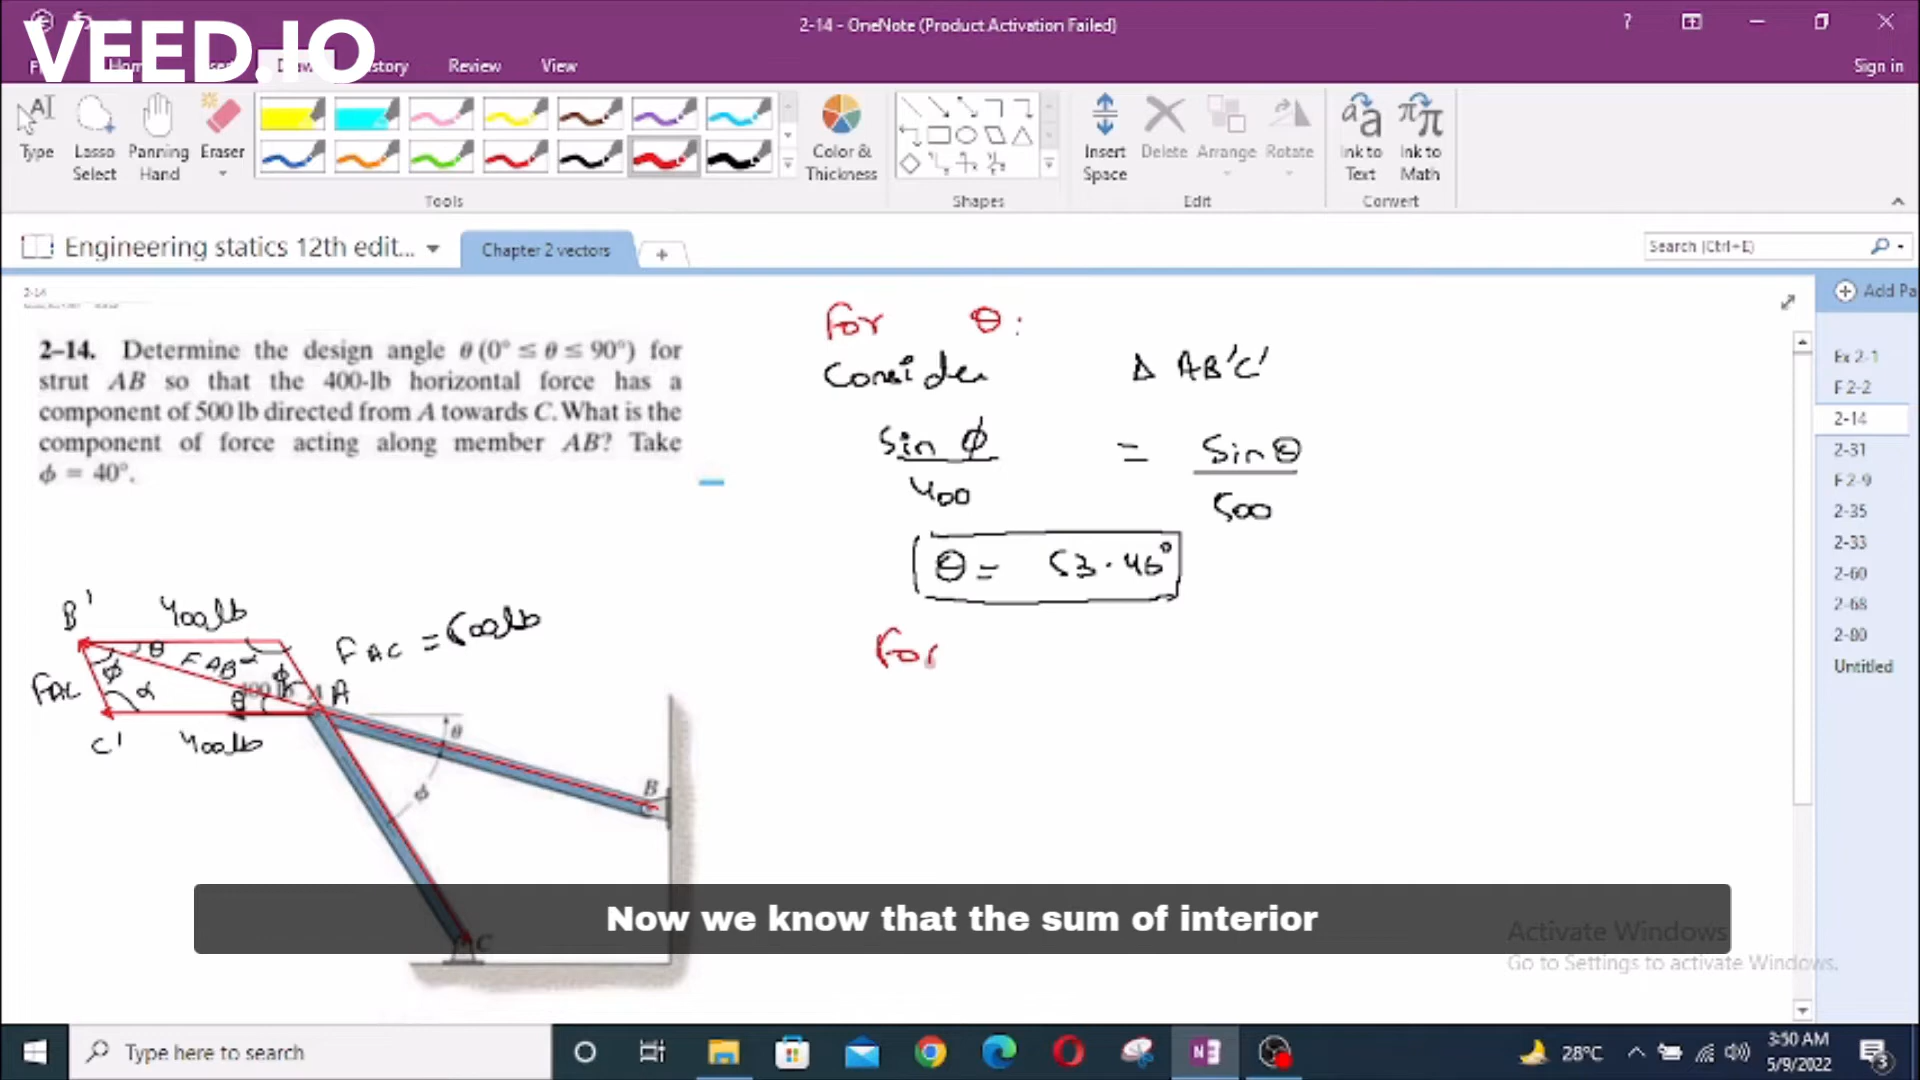 VEED.IO
2-14 - OneNote (Product Activation Failed)
?
History Review View
Sign in
Type
Lasso Select
Panning Hand
Eraser
Color & Thickness
Insert Space
Delete
Arrange
Rotate
Ink to Text
Ink to Math
Tools
Shapes
Edit
Convert
Engineering statics 12th edit...
Chapter 2 vectors
+
Search (Ctrl+E)
2-14
Add Pa
Ex 2-1
F 2-2
2-14
2-31
F 2-9
2-35
2-33
2-60
2-68
2-80
Untitled
2–14. Determine the design angle θ (0° ≤ θ ≤ 90°) for
strut AB so that the 400-lb horizontal force has a
component of 500 lb directed from A towards C. What is the
component of force acting along member AB? Take
ϕ = 40°.
For θ:
Consider Δ AB'C'
Sin ϕ / 400 = Sin θ / 500
θ = 53.46°
For
B' 400lb
FAC = 500lb
θ
FAB
α
ϕ
FAC
ϕ
α
θ
A
C' 400lb
θ
ϕ
B
C
Now we know that the sum of interior
Activate Windows
Go to Settings to activate Windows.
Type here to search
28°C
3:50 AM
5/9/2022
3